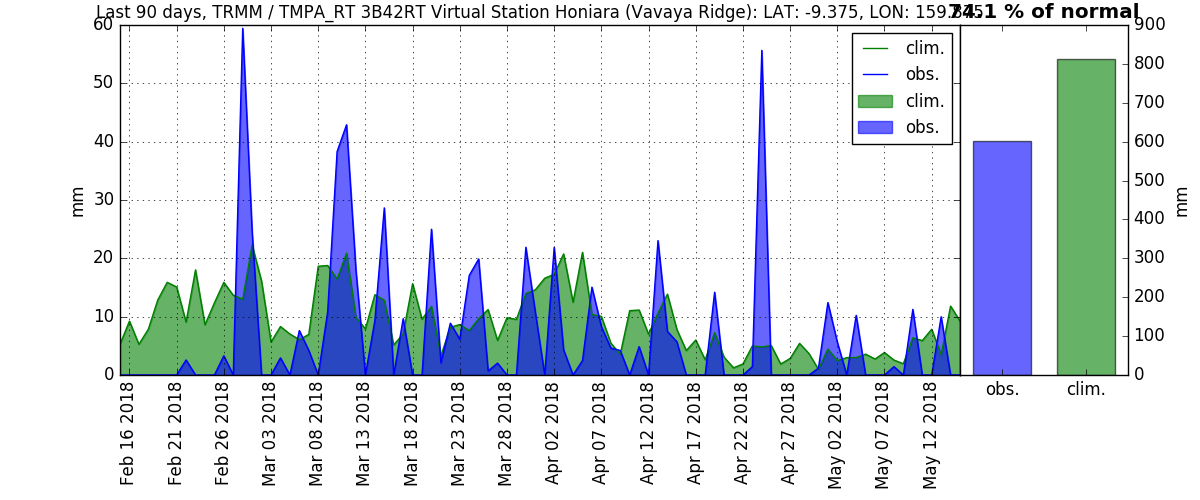 Last 90 days, TRMM / TMPA_RT 3B42RT Virtual Station Honiara (Vavaya Ridge): LAT: -9.375, LON:
74.1 % of normal
60
50
40
30
20
10
0
mm
clim.
obs.
clim.
obs.
900
800
700
600
500
400
300
200
100
0
mm
obs.
clim.
Feb 16 2018
Feb 21 2018
Feb 26 2018
Mar 03 2018
Mar 08 2018
Mar 13 2018
Mar 18 2018
Mar 23 2018
Mar 28 2018
Apr 02 2018
Apr 07 2018
Apr 12 2018
Apr 17 2018
Apr 22 2018
Apr 27 2018
May 02 2018
May 07 2018
May 12 2018